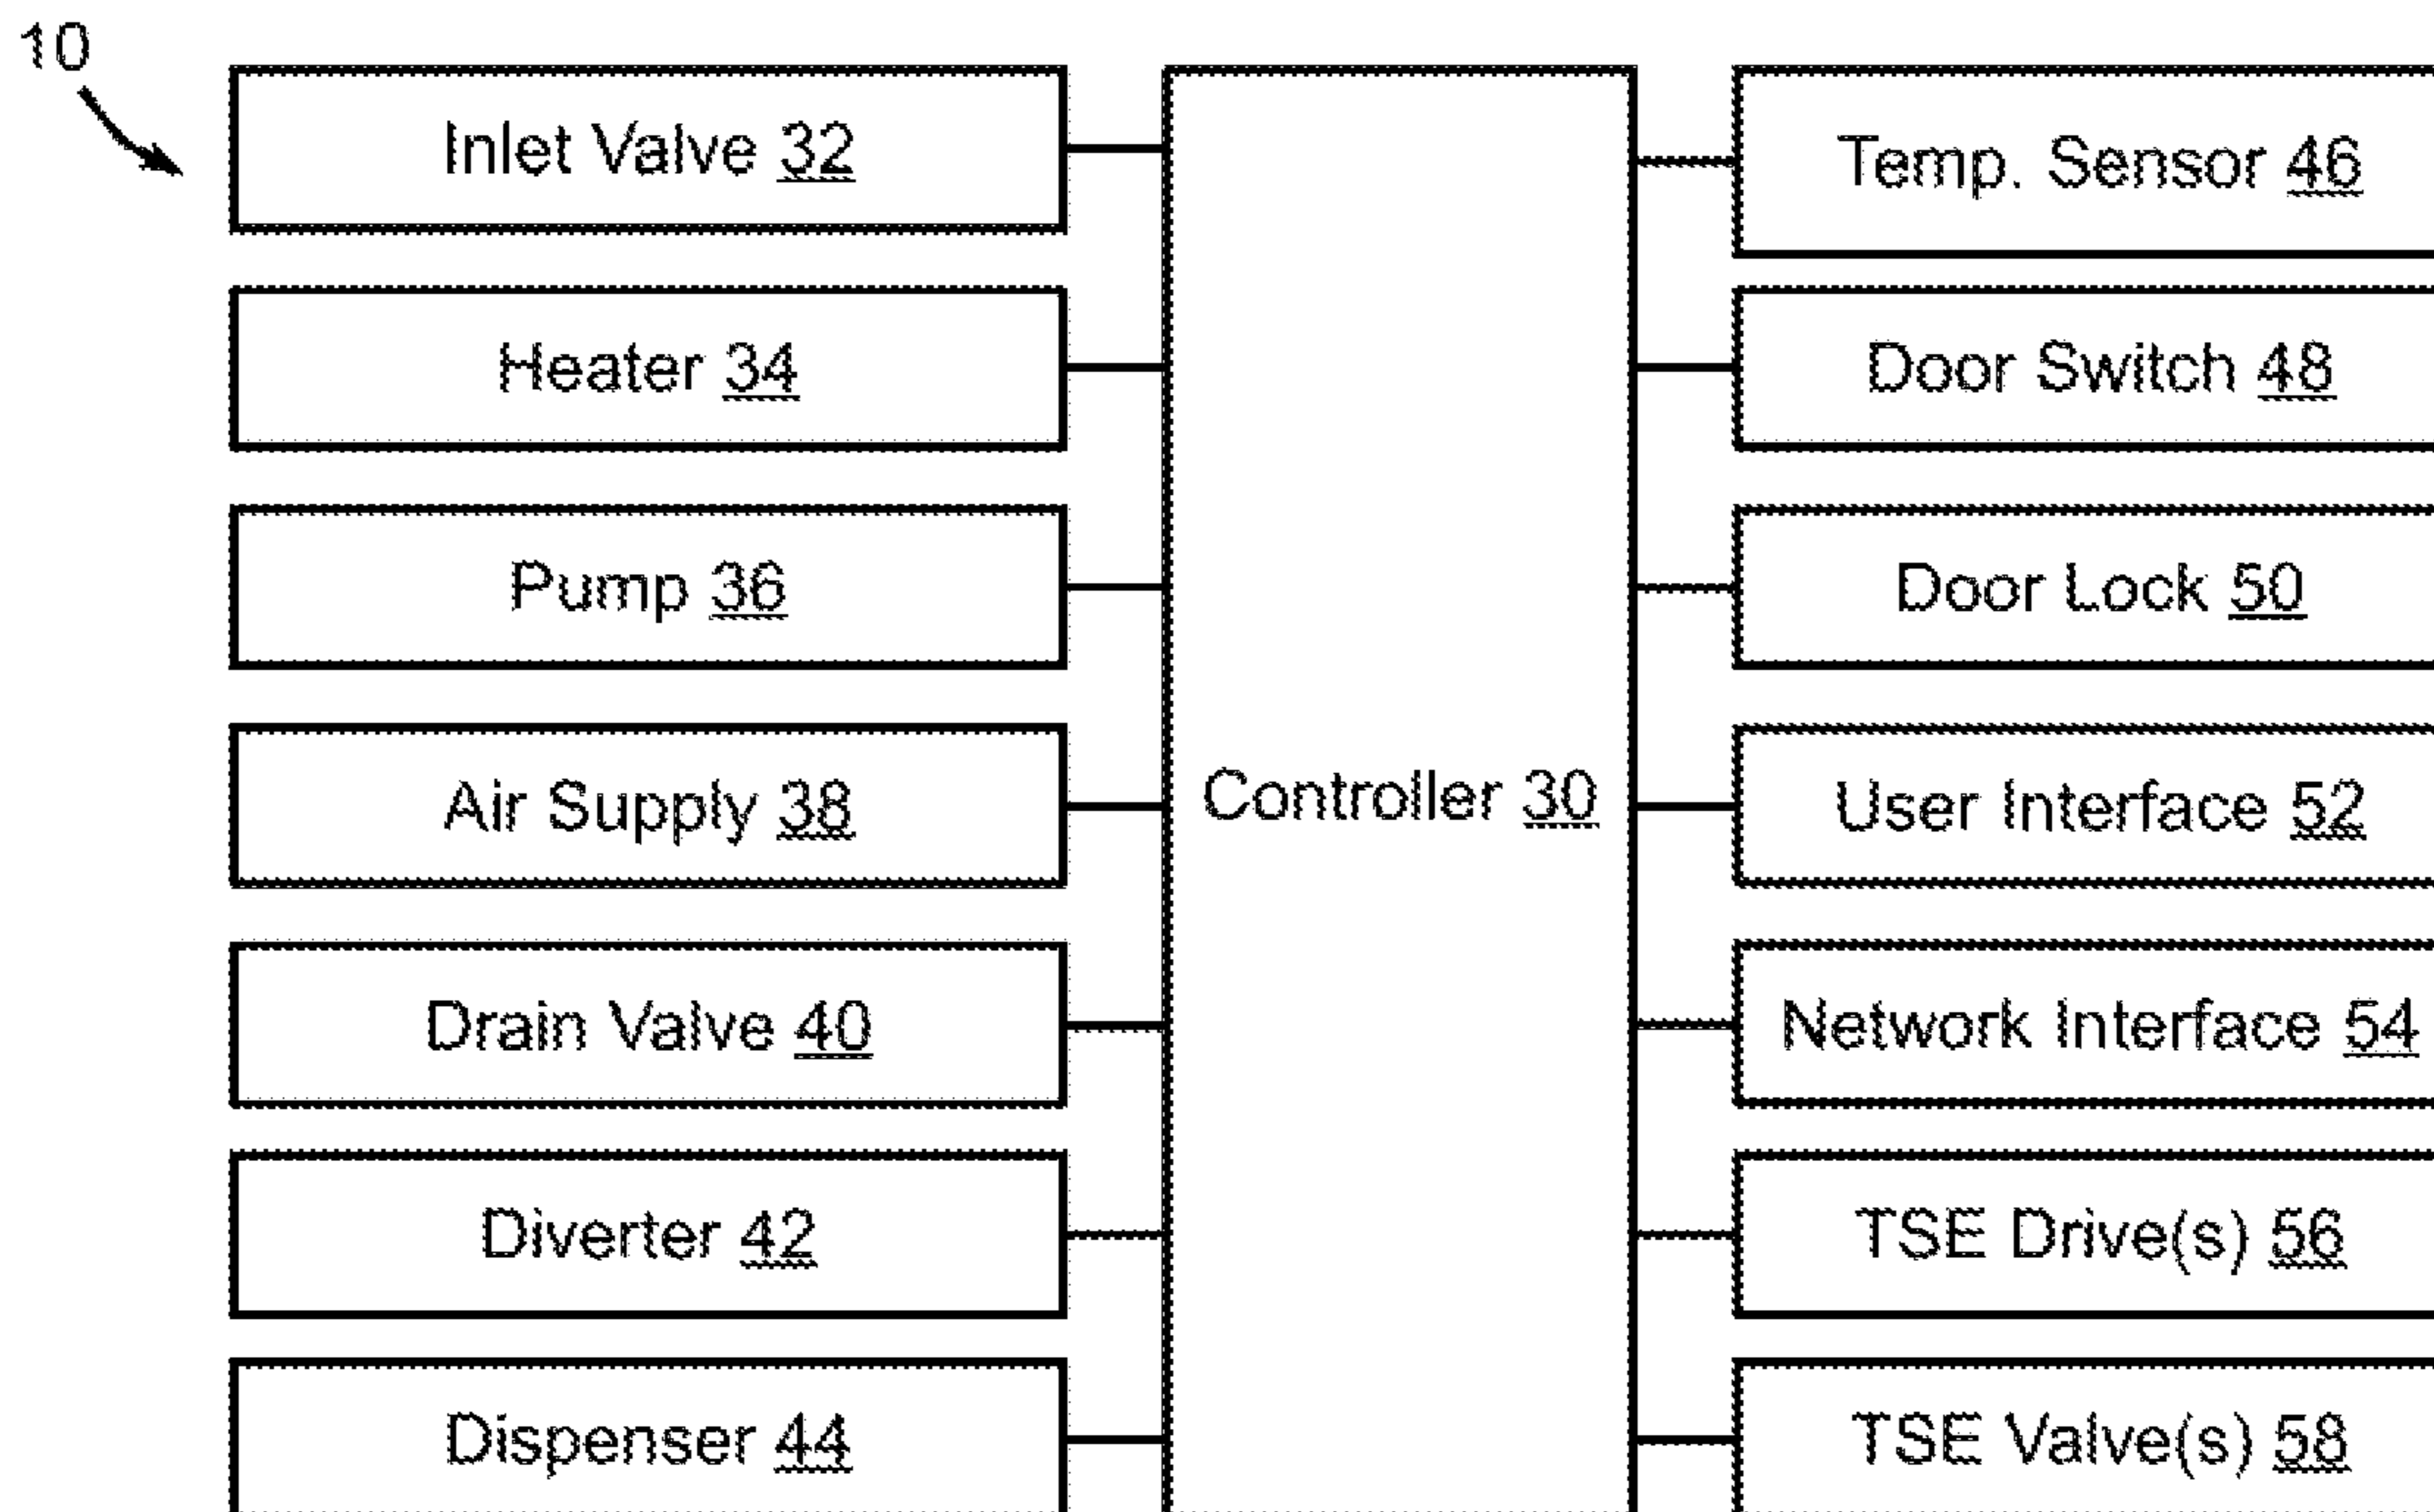 10
Inlet Valve 32
Heater 34
Pump 36
Air Supply 38
Drain Valve 40
Diverter 42
Dispenser 44
Controller 30
Temp. Sensor 46
Door Switch 48
Door Lock 50
User Interface 52
Network Interface 54
TSE Drive(s) 56
TSE Valve(s) 58